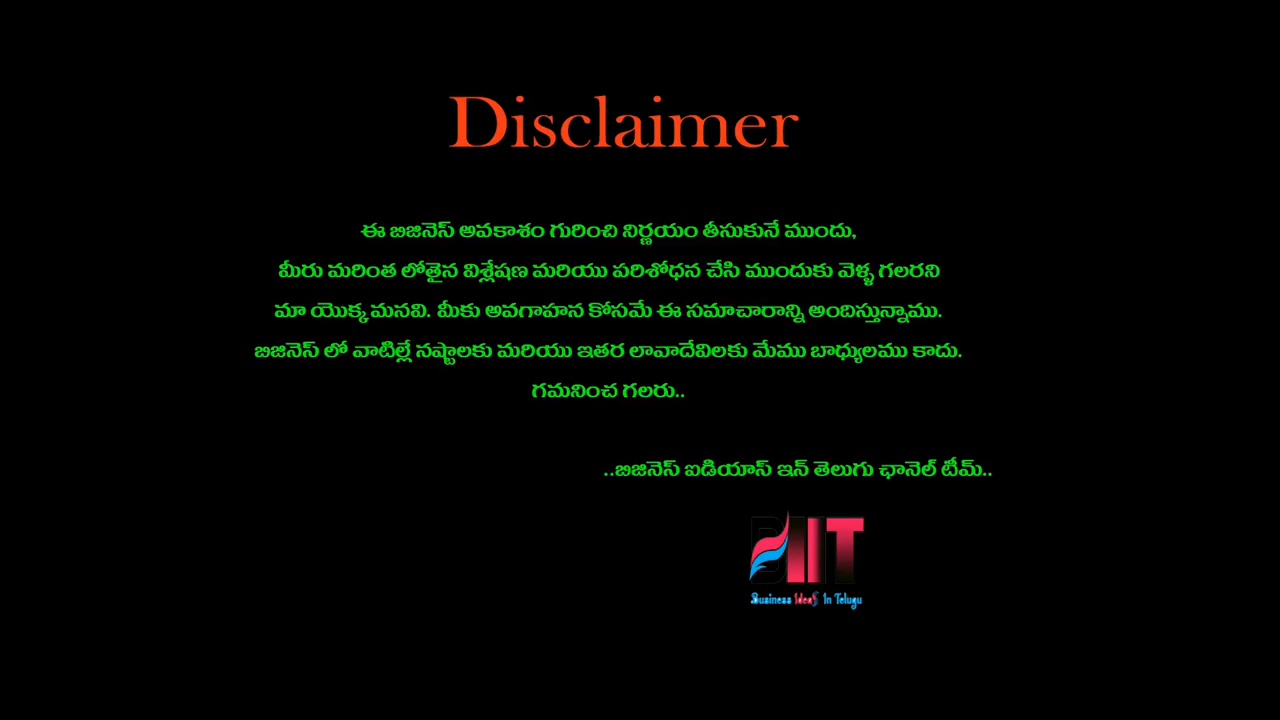 Disclaimer
ఈ బిజినెస్ అవకాశం గురించి నిర్ణయం తీసుకునే ముందు,
మీరు మరింత లోతైన విశ్లేషణ మరియు పరిశోధన చేసి ముందుకు వెళ్ళ గలరని
మా యొక్క మనవి. మీకు అవగాహన కోసమే ఈ సమాచారాన్ని అందిస్తున్నాము.
బిజినెస్ లో వాటిల్లే నష్టాలకు మరియు ఇతర లావాదేవిలకు మేము బాధ్యులము కాదు.
గమనించ గలరు..
..బిజినెస్ ఐడియాస్ ఇన్ తెలుగు ఛానెల్ టీమ్..
BIIT
Business IdeaS In Telugu